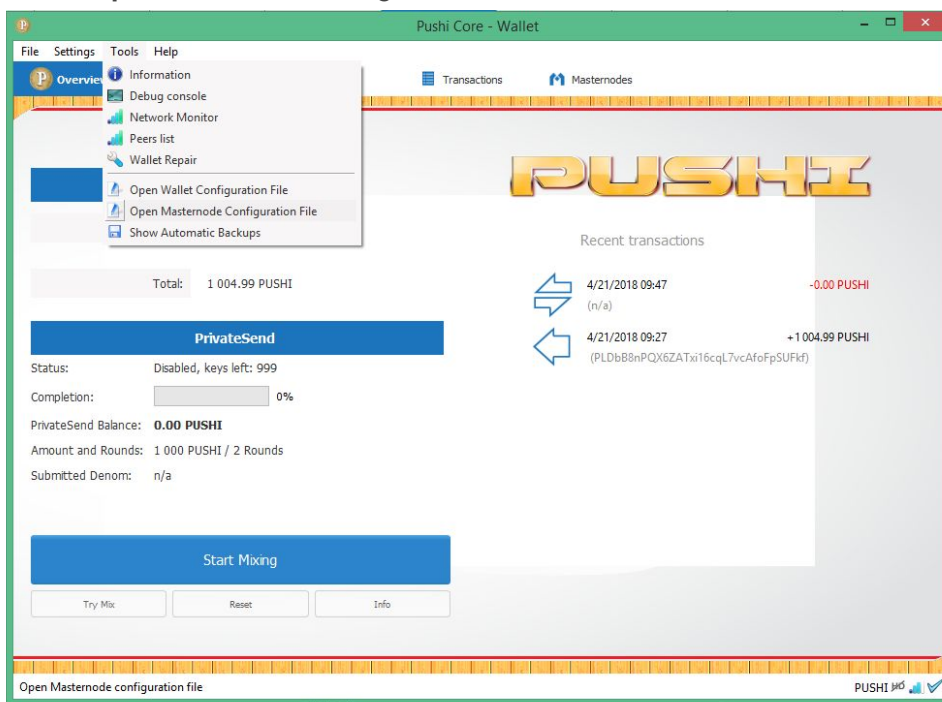 Pushi Core - Wallet
File Settings Tools Help
Overvie
Transactions
Masternodes
Information
Debug console
Network Monitor
Peers list
Wallet Repair
Open Wallet Configuration File
Open Masternode Configuration File
Show Automatic Backups
PUSHI
Recent transactions
Total: 1 004.99 PUSHI
4/21/2018 09:47 -0.00 PUSHI
(n/a)
4/21/2018 09:27 +1 004.99 PUSHI
(PLDbB8nPQX6ZATxi16cqL7vcAfoFpSUFkf)
PrivateSend
Status: Disabled, keys left: 999
Completion: 0%
PrivateSend Balance: 0.00 PUSHI
Amount and Rounds: 1 000 PUSHI / 2 Rounds
Submitted Denom: n/a
Start Mixing
Try Mix Reset Info
Open Masternode configuration file
PUSHI HD